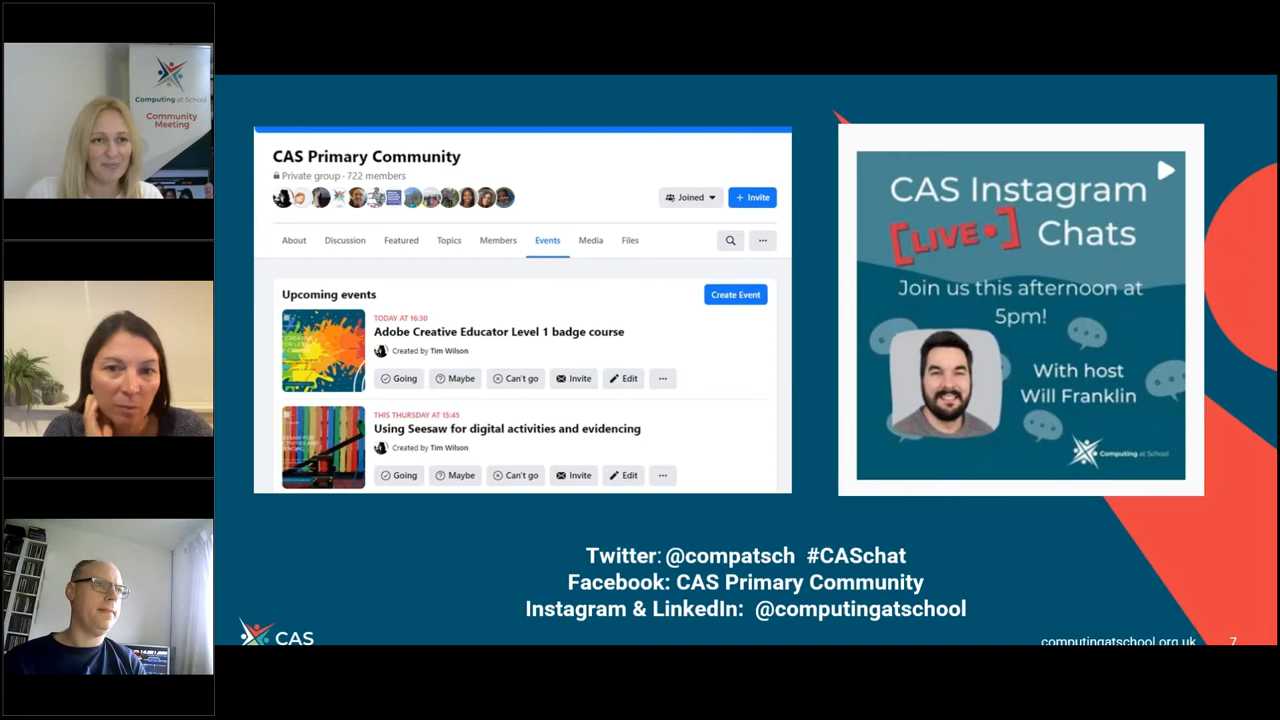 Computing at School
Community
Meeting
CAS Primary Community
Private group · 722 members
Joined
+ Invite
About
Discussion
Featured
Topics
Members
Events
Media
Files
Upcoming events
Create Event
TODAY AT 16:30
Adobe Creative Educator Level 1 badge course
Created by Tim Wilson
Going
Maybe
Can't go
Invite
Edit
THIS THURSDAY AT 15:45
Using Seesaw for digital activities and evidencing
Created by Tim Wilson
Going
Maybe
Can't go
Invite
Edit
CAS Instagram
[LIVE•] Chats
Join us this afternoon at
5pm!
With host
Will Franklin
Computing at School
Twitter: @compatsch #CASchat
Facebook: CAS Primary Community
Instagram & LinkedIn: @computingatschool
CAS
computingatschool.org.uk
7